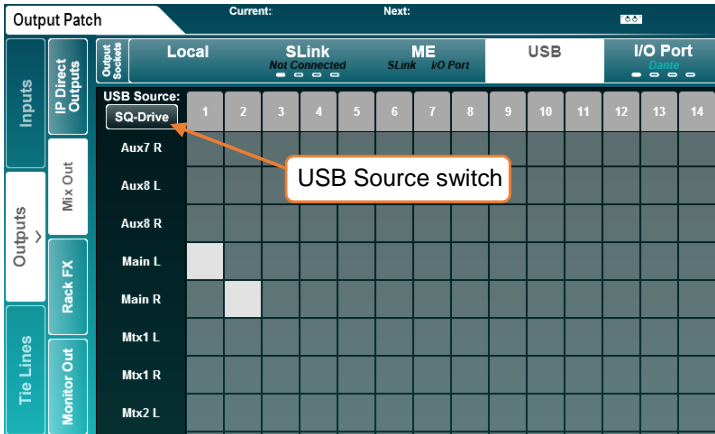 Output Patch
Current:
Next:
Inputs
Outputs >
Tie Lines
IP Direct
Outputs
Mix Out
Rack FX
Monitor Out
Output
Sockets
Local
SLink
Not Connected
ME
SLink I/O Port
USB
I/O Port
Dante
USB Source:
SQ-Drive
1 2 3 4 5 6 7 8 9 10 11 12 13 14
Aux7 R
Aux8 L
USB Source switch
Aux8 R
Main L
Main R
Mtx1 L
Mtx1 R
Mtx2 L